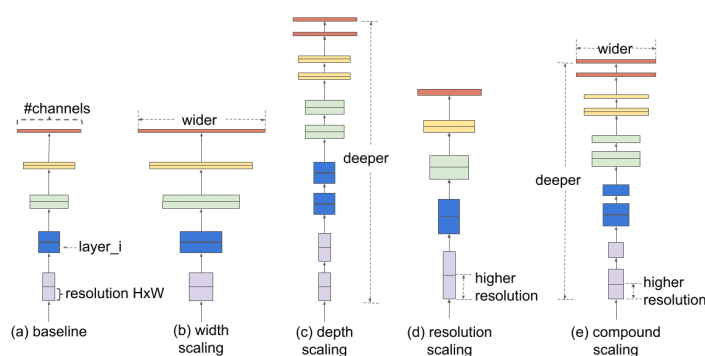 #channels
layer_i
resolution HxW
(a) baseline
wider
(b) width
scaling
deeper
(c) depth
scaling
higher
resolution
(d) resolution
scaling
wider
deeper
higher
resolution
(e) compound
scaling